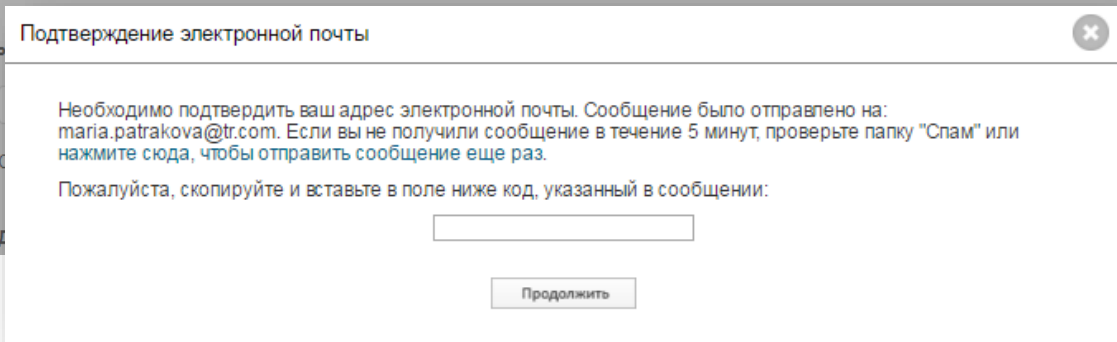 Подтверждение электронной почты
Необходимо подтвердить ваш адрес электронной почты. Сообщение было отправлено на:
maria.patrakova@tr.com. Если вы не получили сообщение в течение 5 минут, проверьте папку "Спам" или
нажмите сюда, чтобы отправить сообщение еще раз.
Пожалуйста, скопируйте и вставьте в поле ниже код, указанный в сообщении:
Продолжить